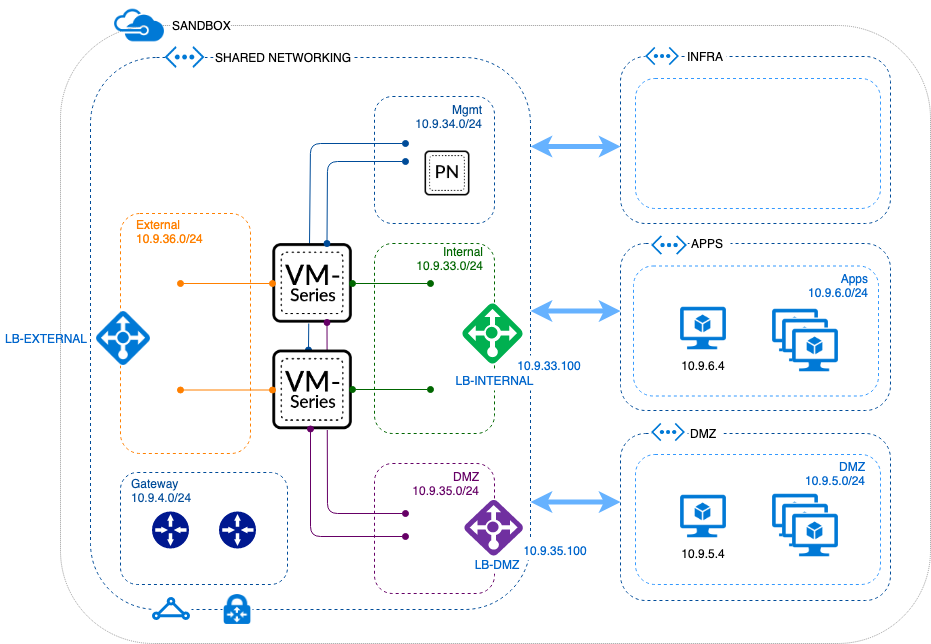 SANDBOX
SHARED NETWORKING
INFRA
Mgmt
10.9.34.0/24
PN
External
10.9.36.0/24
VM-
Series
Internal
10.9.33.0/24
APPS
Apps
10.9.6.0/24
LB-EXTERNAL
10.9.33.100
LB-INTERNAL
10.9.6.4
VM-
Series
DMZ
Gateway
10.9.4.0/24
DMZ
10.9.35.0/24
DMZ
10.9.5.0/24
10.9.35.100
LB-DMZ
10.9.5.4